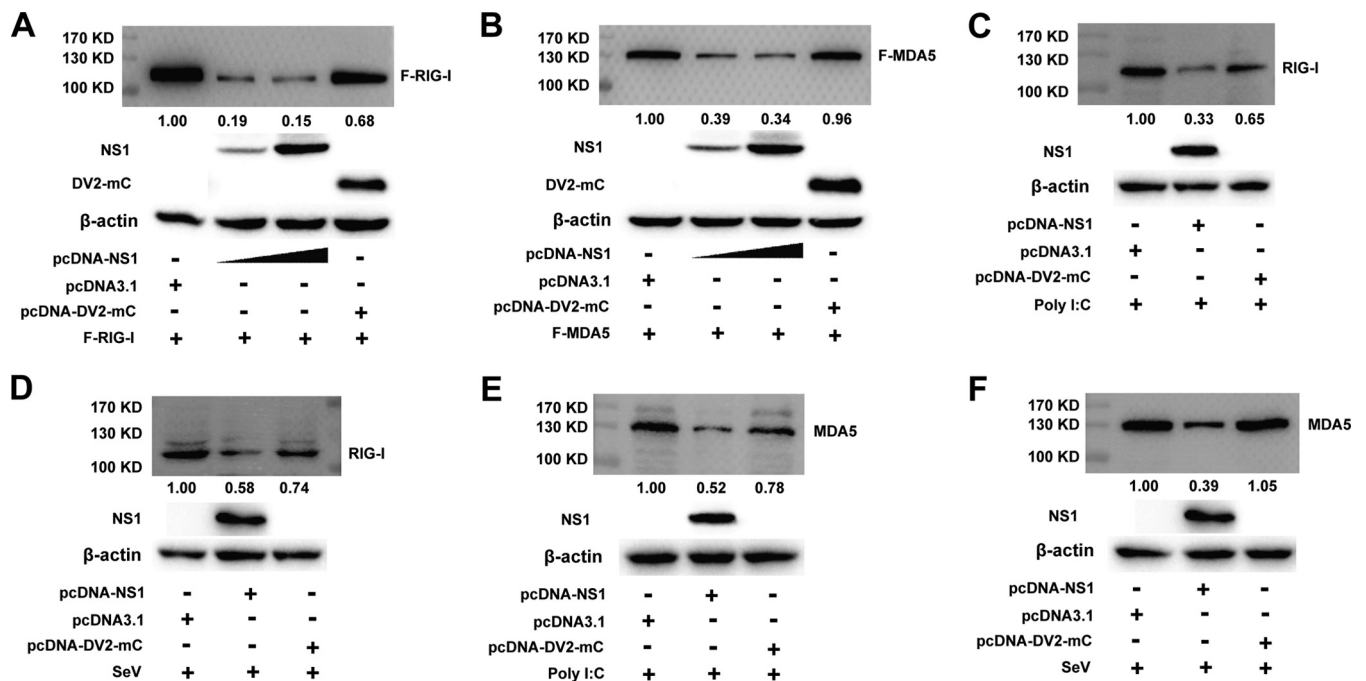 A
170 KD
130 KD
100 KD
F-RIG-I
1.00 0.19 0.15 0.68
NS1
DV2-mC
β-actin
pcDNA-NS1 - -
pcDNA3.1 + - - -
pcDNA-DV2-mC - - - +
F-RIG-I + + + +
B
170 KD
130 KD
100 KD
F-MDA5
1.00 0.39 0.34 0.96
NS1
DV2-mC
β-actin
pcDNA-NS1 - -
pcDNA3.1 + - - -
pcDNA-DV2-mC - - - +
F-MDA5 + + + +
C
170 KD
130 KD
100 KD
RIG-I
1.00 0.33 0.65
NS1
β-actin
pcDNA-NS1 - + -
pcDNA3.1 + - -
pcDNA-DV2-mC - - +
Poly I:C + + +
D
170 KD
130 KD
100 KD
RIG-I
1.00 0.58 0.74
NS1
β-actin
pcDNA-NS1 - + -
pcDNA3.1 + - -
pcDNA-DV2-mC - - +
SeV + + +
E
170 KD
130 KD
100 KD
MDA5
1.00 0.52 0.78
NS1
β-actin
pcDNA-NS1 - + -
pcDNA3.1 + - -
pcDNA-DV2-mC - - +
Poly I:C + + +
F
170 KD
130 KD
100 KD
MDA5
1.00 0.39 1.05
NS1
β-actin
pcDNA-NS1 - + -
pcDNA3.1 + - -
pcDNA-DV2-mC - - +
SeV + + +